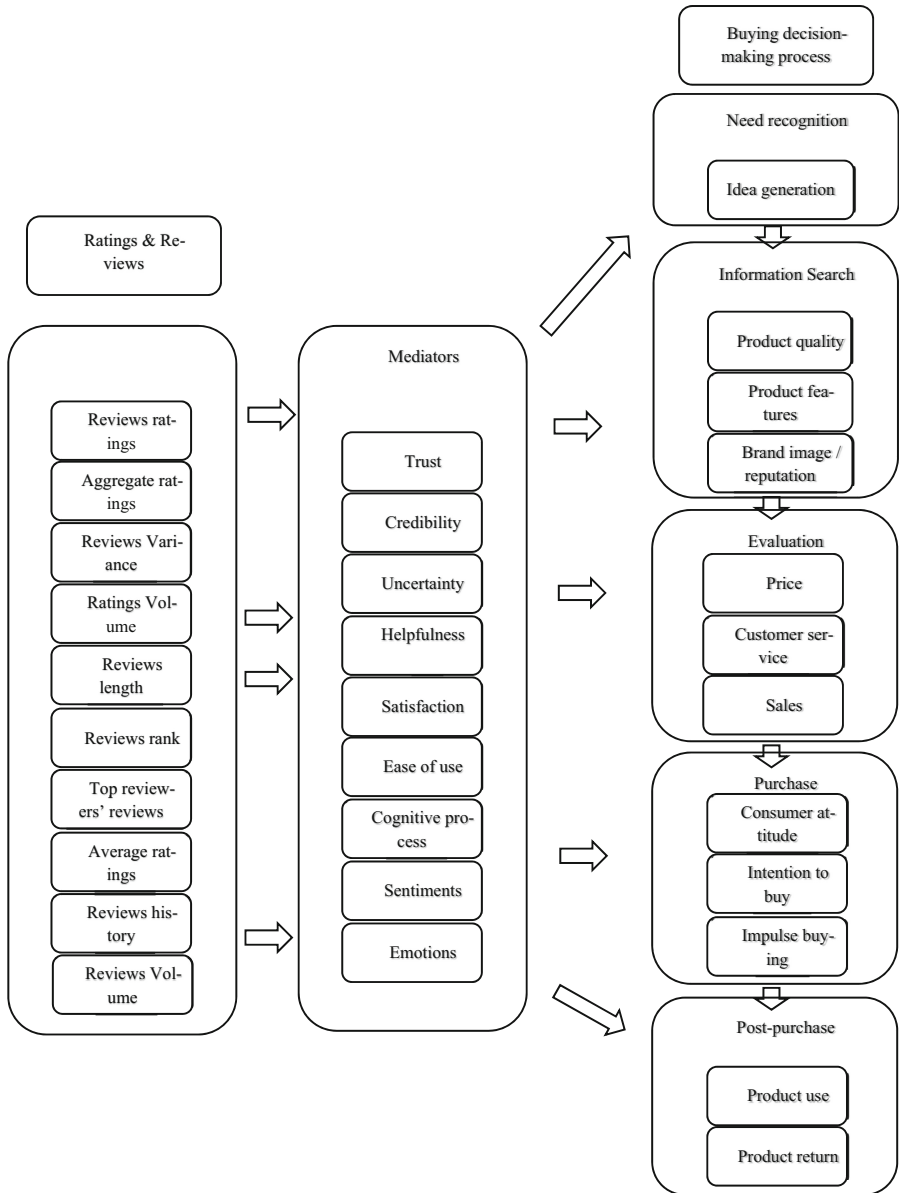 Buying decision-
making process
Need recognition
Idea generation
Ratings & Re-
views
Information Search
Product quality
Product fea-
tures
Brand image /
reputation
Reviews rat-
ings
Aggregate rat-
ings
Reviews Vari-
ance
Ratings Vol-
ume
Reviews
length
Reviews rank
Top review-
ers’ reviews
Average rat-
ings
Reviews his-
tory
Reviews Vol-
ume
Mediators
Trust
Credibility
Uncertainty
Helpfulness
Satisfaction
Ease of use
Cognitive pro-
cess
Sentiments
Emotions
Evaluation
Price
Customer ser-
vice
Sales
Purchase
Consumer at-
titude
Intention to
buy
Impulse buy-
ing
Post-purchase
Product use
Product return